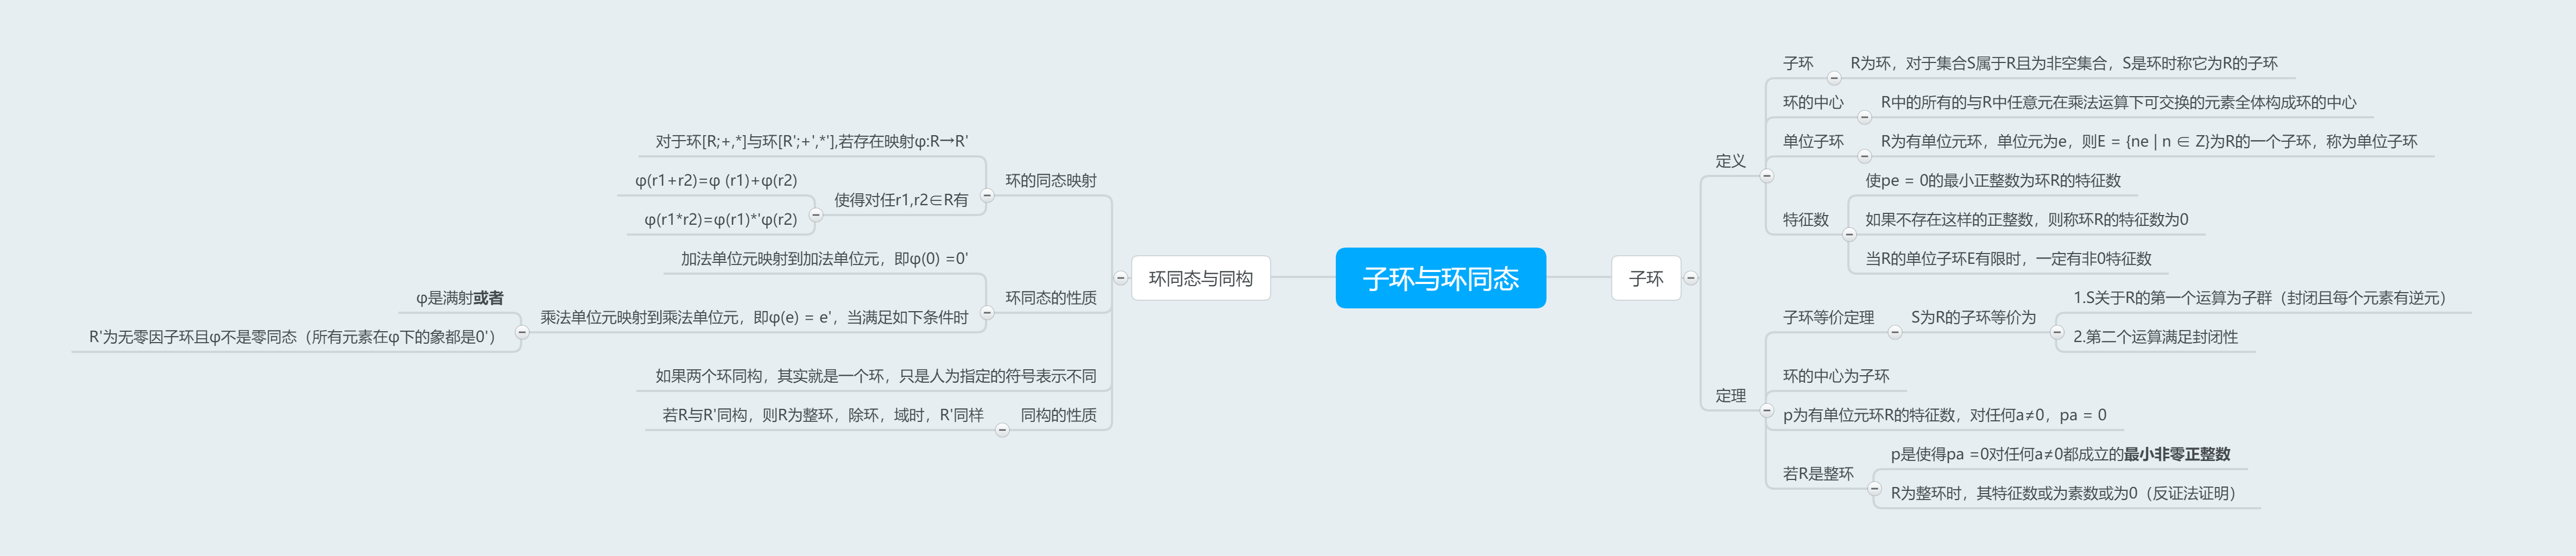 子环与环同态
子环
定义
子环
R为环，对于集合S属于R且为非空集合，S是环时称它为R的子环
环的中心
R中的所有的与R中任意元在乘法运算下可交换的元素全体构成环的中心
单位子环
R为有单位元环，单位元为e，则E = {ne | n ∈ Z}为R的一个子环，称为单位子环
特征数
使pe = 0的最小正整数为环R的特征数
如果不存在这样的正整数，则称环R的特征数为0
当R的单位子环E有限时，一定有非0特征数
定理
子环等价定理
S为R的子环等价为
1.S关于R的第一个运算为子群（封闭且每个元素有逆元）
2.第二个运算满足封闭性
环的中心为子环
p为有单位元环R的特征数，对任何a≠0，pa = 0
若R是整环
p是使得pa =0对任何a≠0都成立的最小非零正整数
R为整环时，其特征数或为素数或为0（反证法证明）
环同态与同构
环的同态映射
对于环[R;+,*]与环[R';+',*'],若存在映射φ:R→R'
使得对任r1,r2∈R有
φ(r1+r2)=φ (r1)+φ(r2)
φ(r1*r2)=φ(r1)*'φ(r2)
环同态的性质
加法单位元映射到加法单位元，即φ(0) =0'
乘法单位元映射到乘法单位元，即φ(e) = e'，当满足如下条件时
φ是满射或者
R'为无零因子环且φ不是零同态（所有元素在φ下的象都是0'）
如果两个环同构，其实就是一个环，只是人为指定的符号表示不同
同构的性质
若R与R'同构，则R为整环，除环，域时，R'同样